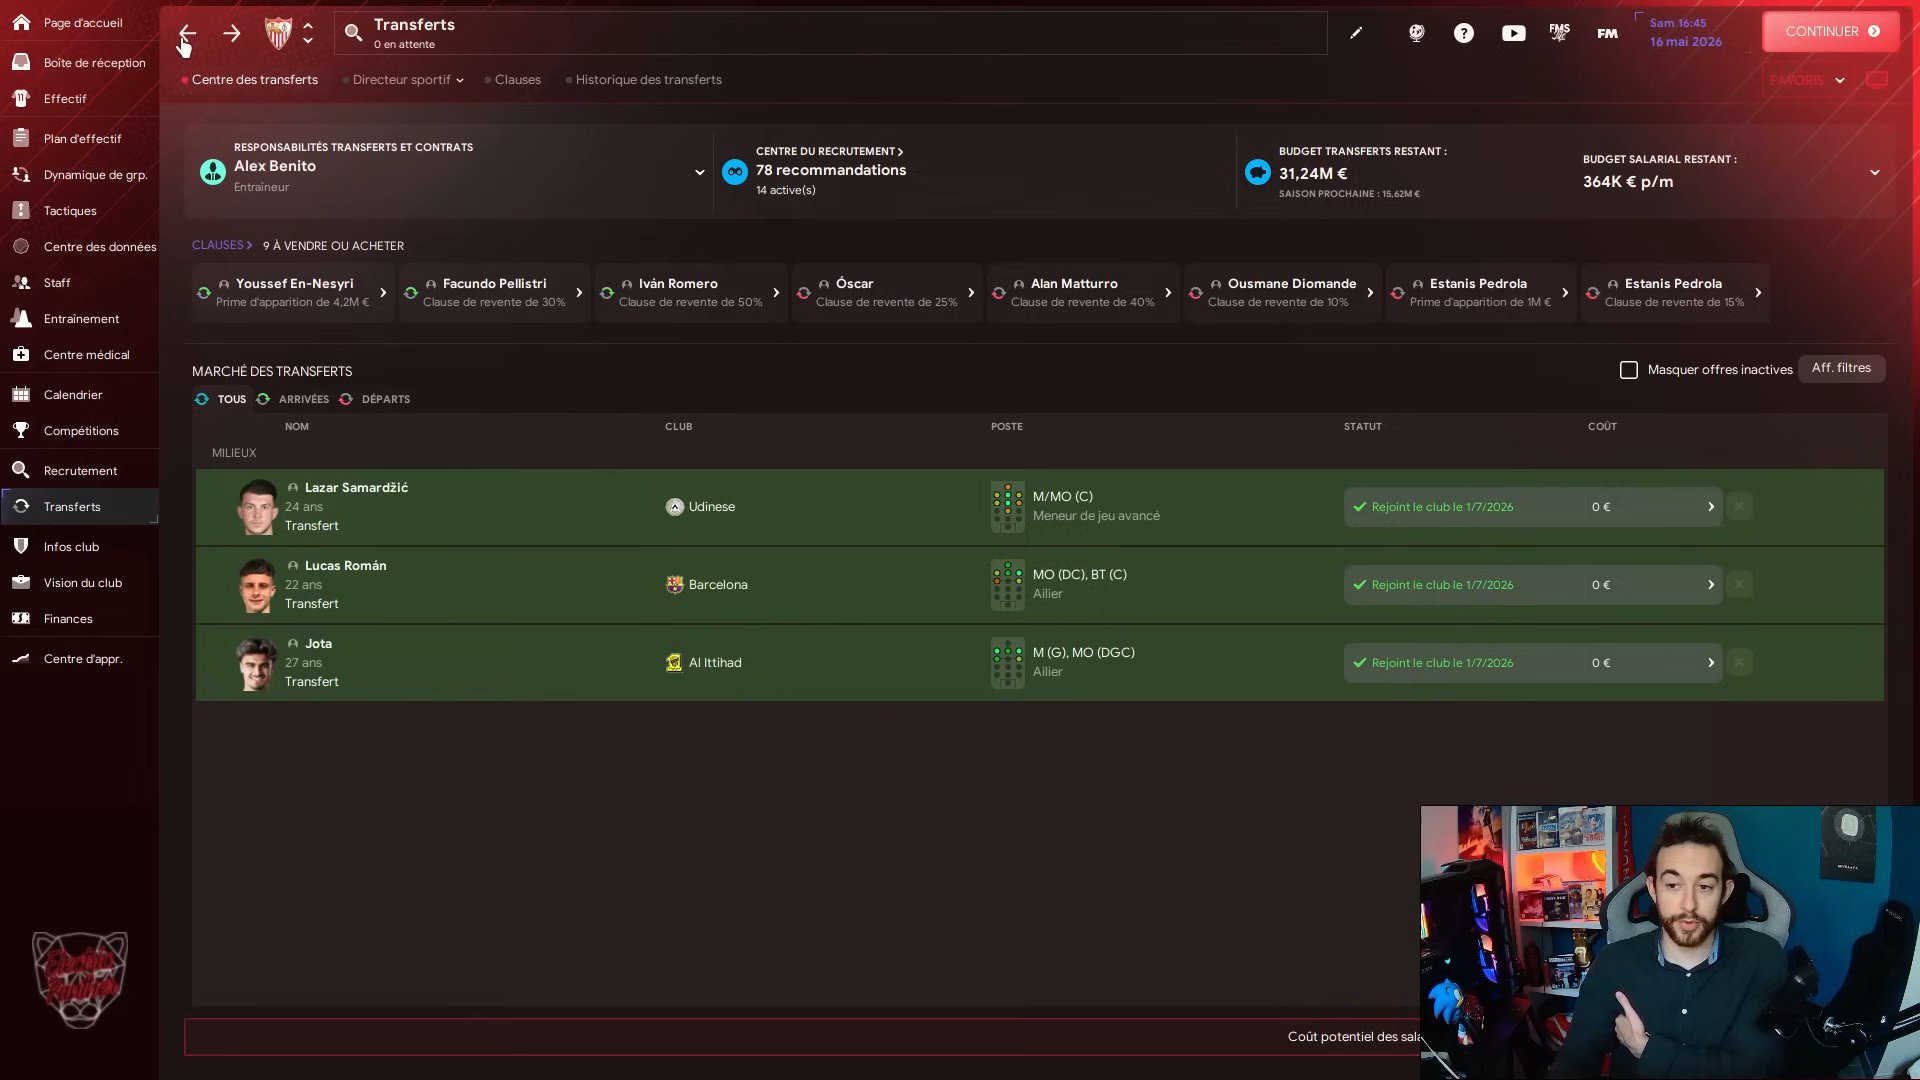 Page d'accueil
Boîte de réception
Effectif
Plan d'effectif
Dynamique de grp.
Tactiques
Centre des données
Staff
Entraînement
Centre médical
Calendrier
Compétitions
Recrutement
Transferts
Infos club
Vision du club
Finances
Centre d'appr.
Transferts
0 en attente
FMS
FM
Sam 16:45
16 mai 2026
CONTINUER
Centre des transferts
Directeur sportif
Clauses
Historique des transferts
FAVORIS
RESPONSABILITÉS TRANSFERTS ET CONTRATS
Alex Benito
Entraîneur
CENTRE DU RECRUTEMENT
78 recommandations
14 active(s)
BUDGET TRANSFERTS RESTANT :
31,24M €
SAISON PROCHAINE : 15,62M €
BUDGET SALARIAL RESTANT :
364K € p/m
CLAUSES 9 À VENDRE OU ACHETER
Youssef En-Nesyri
Prime d'apparition de 4,2M €
Facundo Pellistri
Clause de revente de 30%
Iván Romero
Clause de revente de 50%
Óscar
Clause de revente de 25%
Alan Matturro
Clause de revente de 40%
Ousmane Diomande
Clause de revente de 10%
Estanis Pedrola
Prime d'apparition de 1M €
Estanis Pedrola
Clause de revente de 15%
MARCHÉ DES TRANSFERTS
Masquer offres inactives
Aff. filtres
TOUS ARRIVÉES DÉPARTS
NOM CLUB POSTE STATUT COÛT
MILIEUX
Lazar Samardžić
24 ans
Transfert
Udinese
M/MO (C)
Meneur de jeu avancé
Rejoint le club le 1/7/2026
0 €
Lucas Román
22 ans
Transfert
Barcelona
MO (DC), BT (C)
Ailier
Rejoint le club le 1/7/2026
0 €
Jota
27 ans
Transfert
Al Ittihad
M (G), MO (DGC)
Ailier
Rejoint le club le 1/7/2026
0 €
Coût potentiel des sala